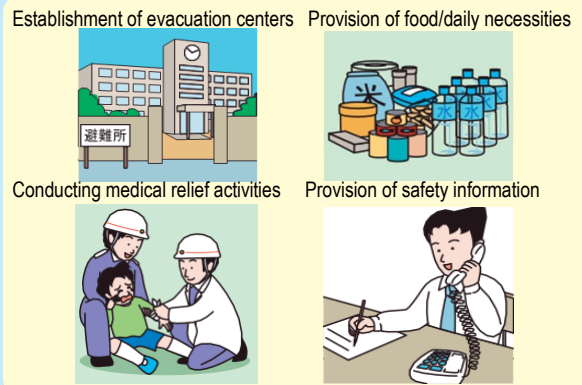 Establishment of evacuation centers
Provision of food/daily necessities
避難所
米
水
水
Conducting medical relief activities
Provision of safety information